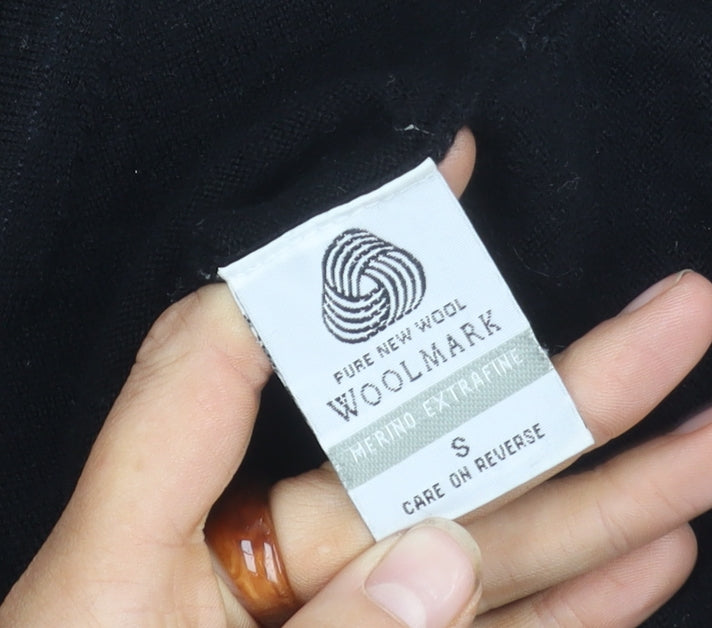 PURE NEW WOOL
WOOLMARK
MERINO EXTRAFINE
S
CARE ON REVERSE